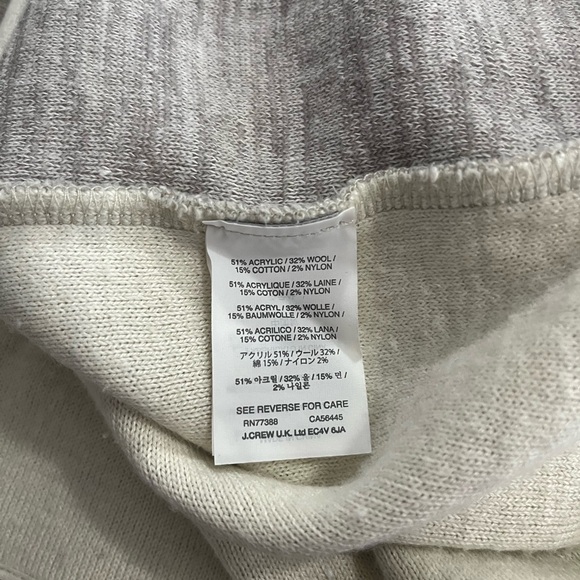 51% ACRYLIC / 32% WOOL /
15% COTTON / 2% NYLON
51% ACRYLIQUE / 32% LAINE /
15% COTON / 2% NYLON
51% ACRYL / 32% WOLLE /
15% BAUMWOLLE / 2% NYLON /
51% ACRILICO / 32% LANA /
15% COTONE / 2% NYLON
アクリル 51% / ウール 32% /
綿 15% / ナイロン 2%
51% 아크릴 / 32% 울 / 15% 면 /
2% 나일론
SEE REVERSE FOR CARE
RN77388 CA56445
J.CREW U.K. Ltd EC4V 6JA